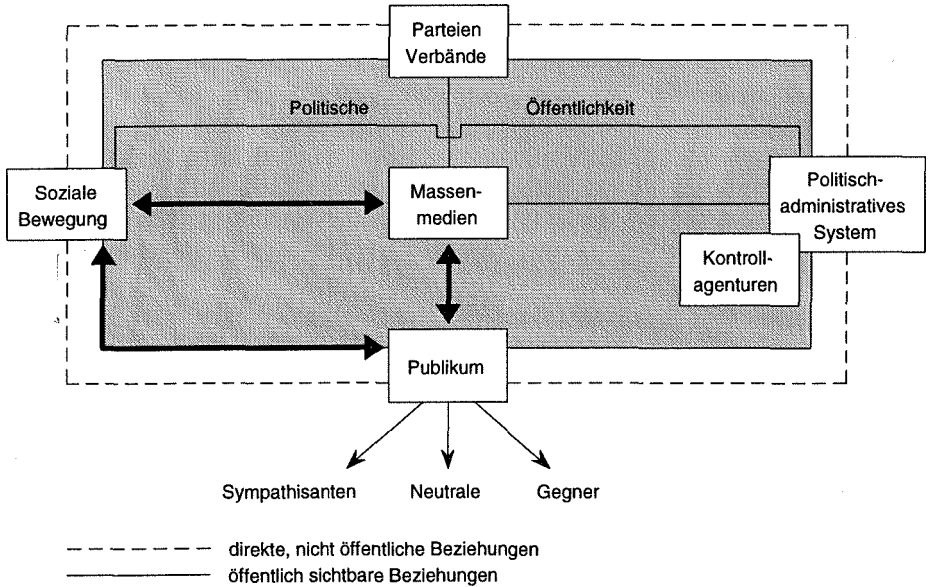 Parteien
Verbände
Politische
Öffentlichkeit
Soziale
Bewegung
Massen-
medien
Politisch-
administratives
System
Kontroll-
agenturen
Publikum
Sympathisanten
Neutrale
Gegner
direkte, nicht öffentliche Beziehungen
öffentlich sichtbare Beziehungen